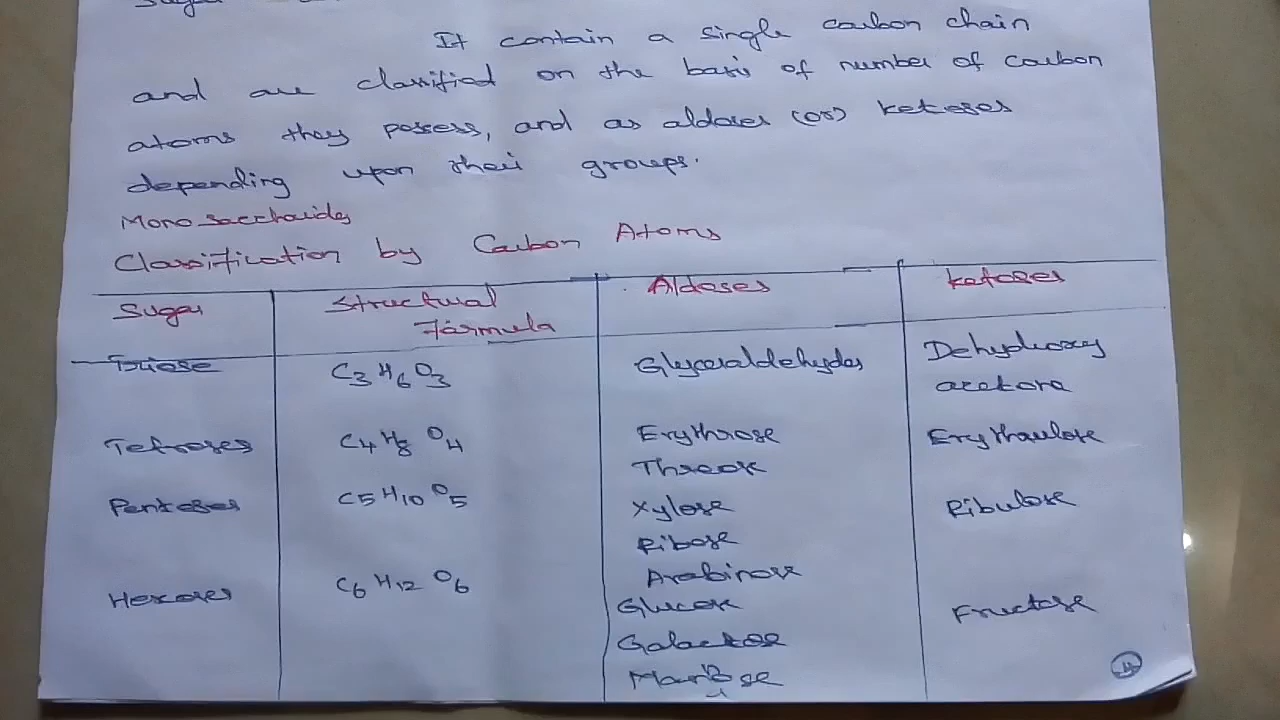 Sugar
It contain a single carbon chain
and are classified on the basis of number of carbon
atoms they possess, and as aldoses (or) ketoses
depending upon their groups.
Monosaccharides
Classification by Carbon Atoms
Sugar Structural Formula Aldoses Ketoses
Triose C3H6O3 Glyceraldehydes Dehydroxy acetone
Tetroses C4H8O4 Erythrose Erythrulose
Threose
Pentoses C5H10O5 Xylose Ribulose
Ribose
Arabinose
Hexoses C6H12O6 Glucose Fructose
Galactose
Mannose